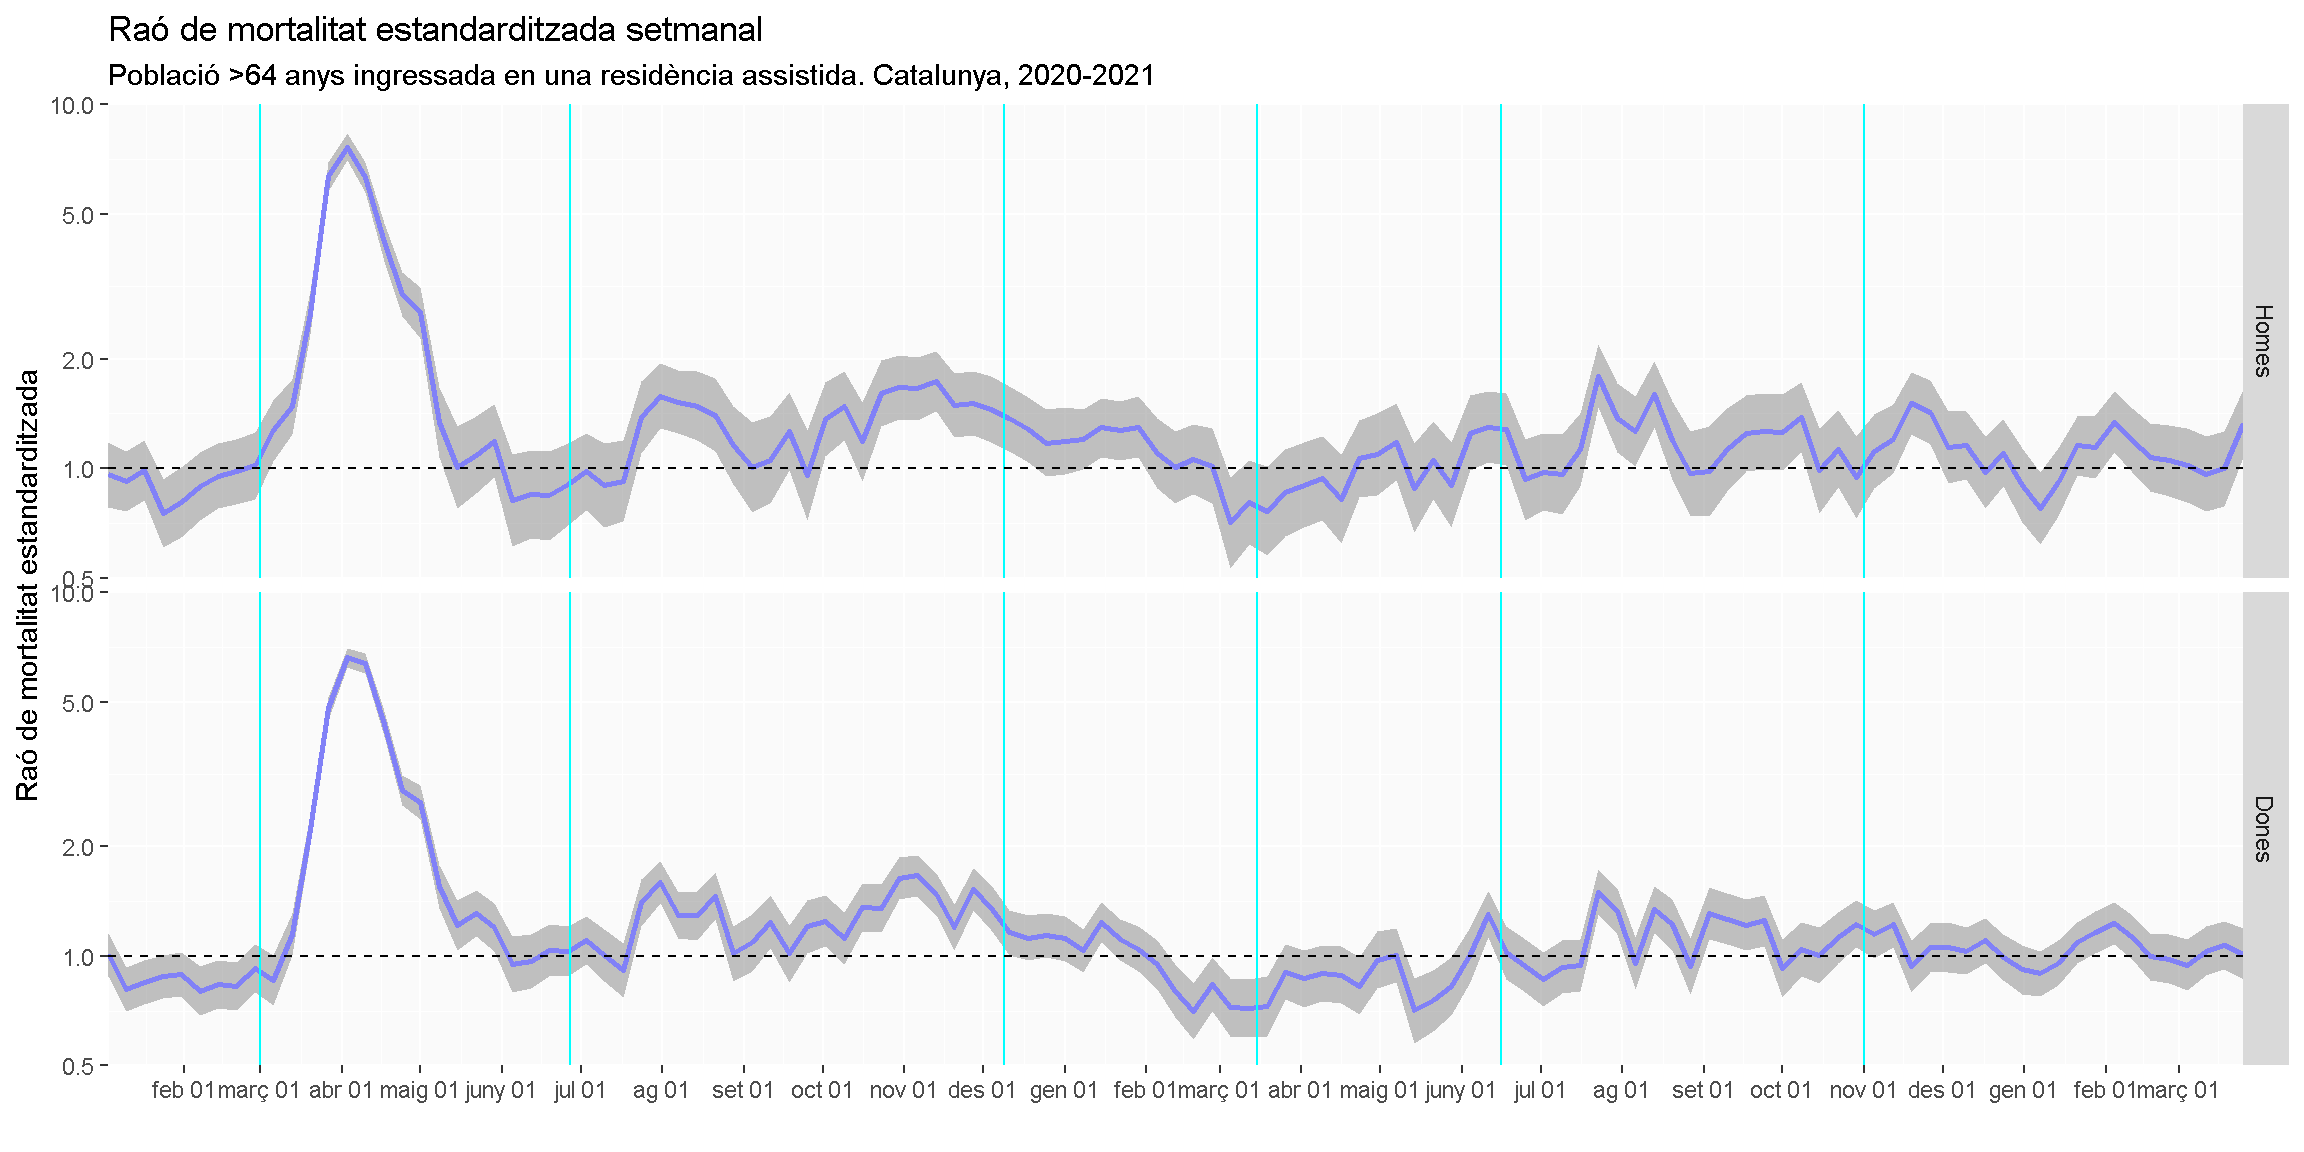 Raó de mortalitat estandarditzada setmanal
Població >64 anys ingressada en una residència assistida. Catalunya, 2020-2021
Raó de mortalitat estandarditzada
10.0
5.0
2.0
1.0
0.5
Homes
10.0
5.0
2.0
1.0
0.5
Dones
feb 01 març 01 abr 01 maig 01 juny 01 jul 01 ag 01 set 01 oct 01 nov 01 des 01 gen 01 feb 01 març 01 abr 01 maig 01 juny 01 jul 01 ag 01 set 01 oct 01 nov 01 des 01 gen 01 feb 01 març 01